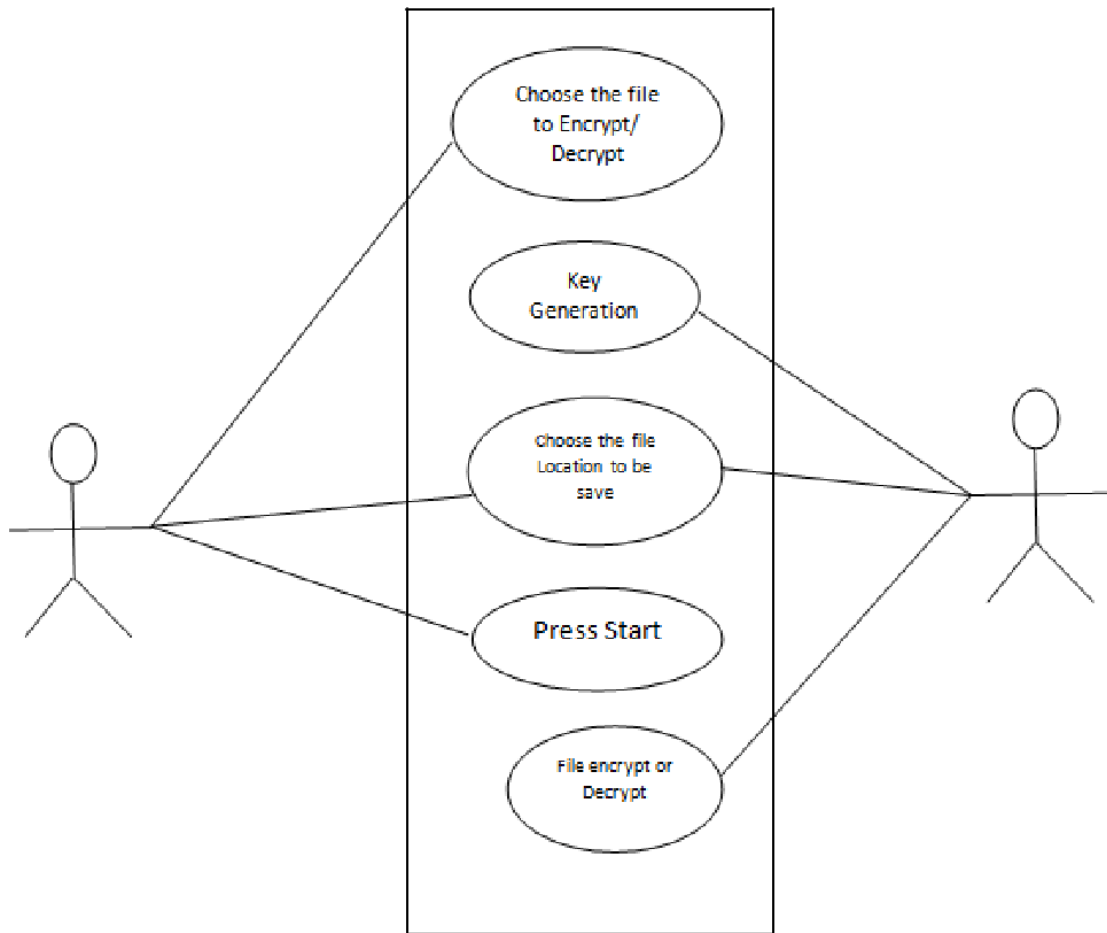 Choose the file
to Encrypt/
Decrypt
Key
Generation
Choose the file
Location to be
save
Press Start
File encrypt or
Decrypt